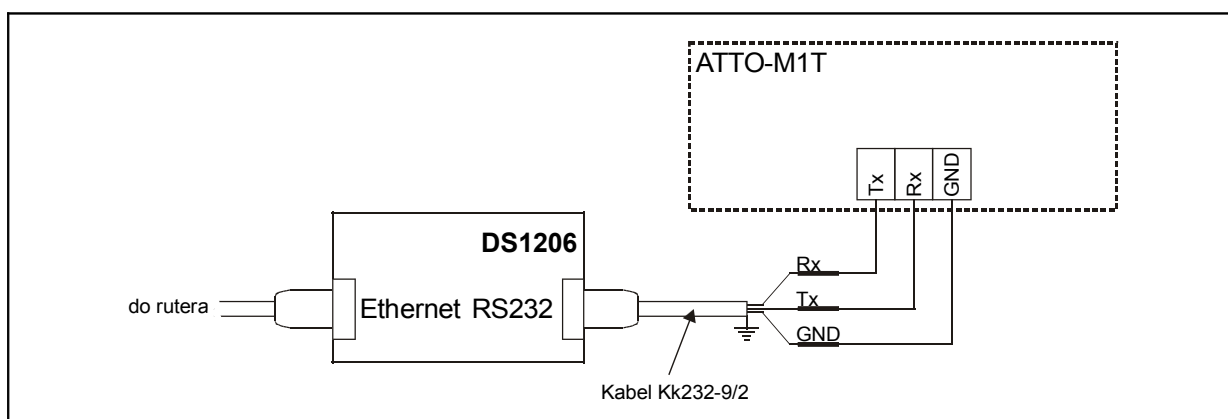 ATTO-M1T
Tx
Rx
GND
DS1206
Rx
Ethernet RS232
Tx
do rutera
GND
Kabel Kk232-9/2